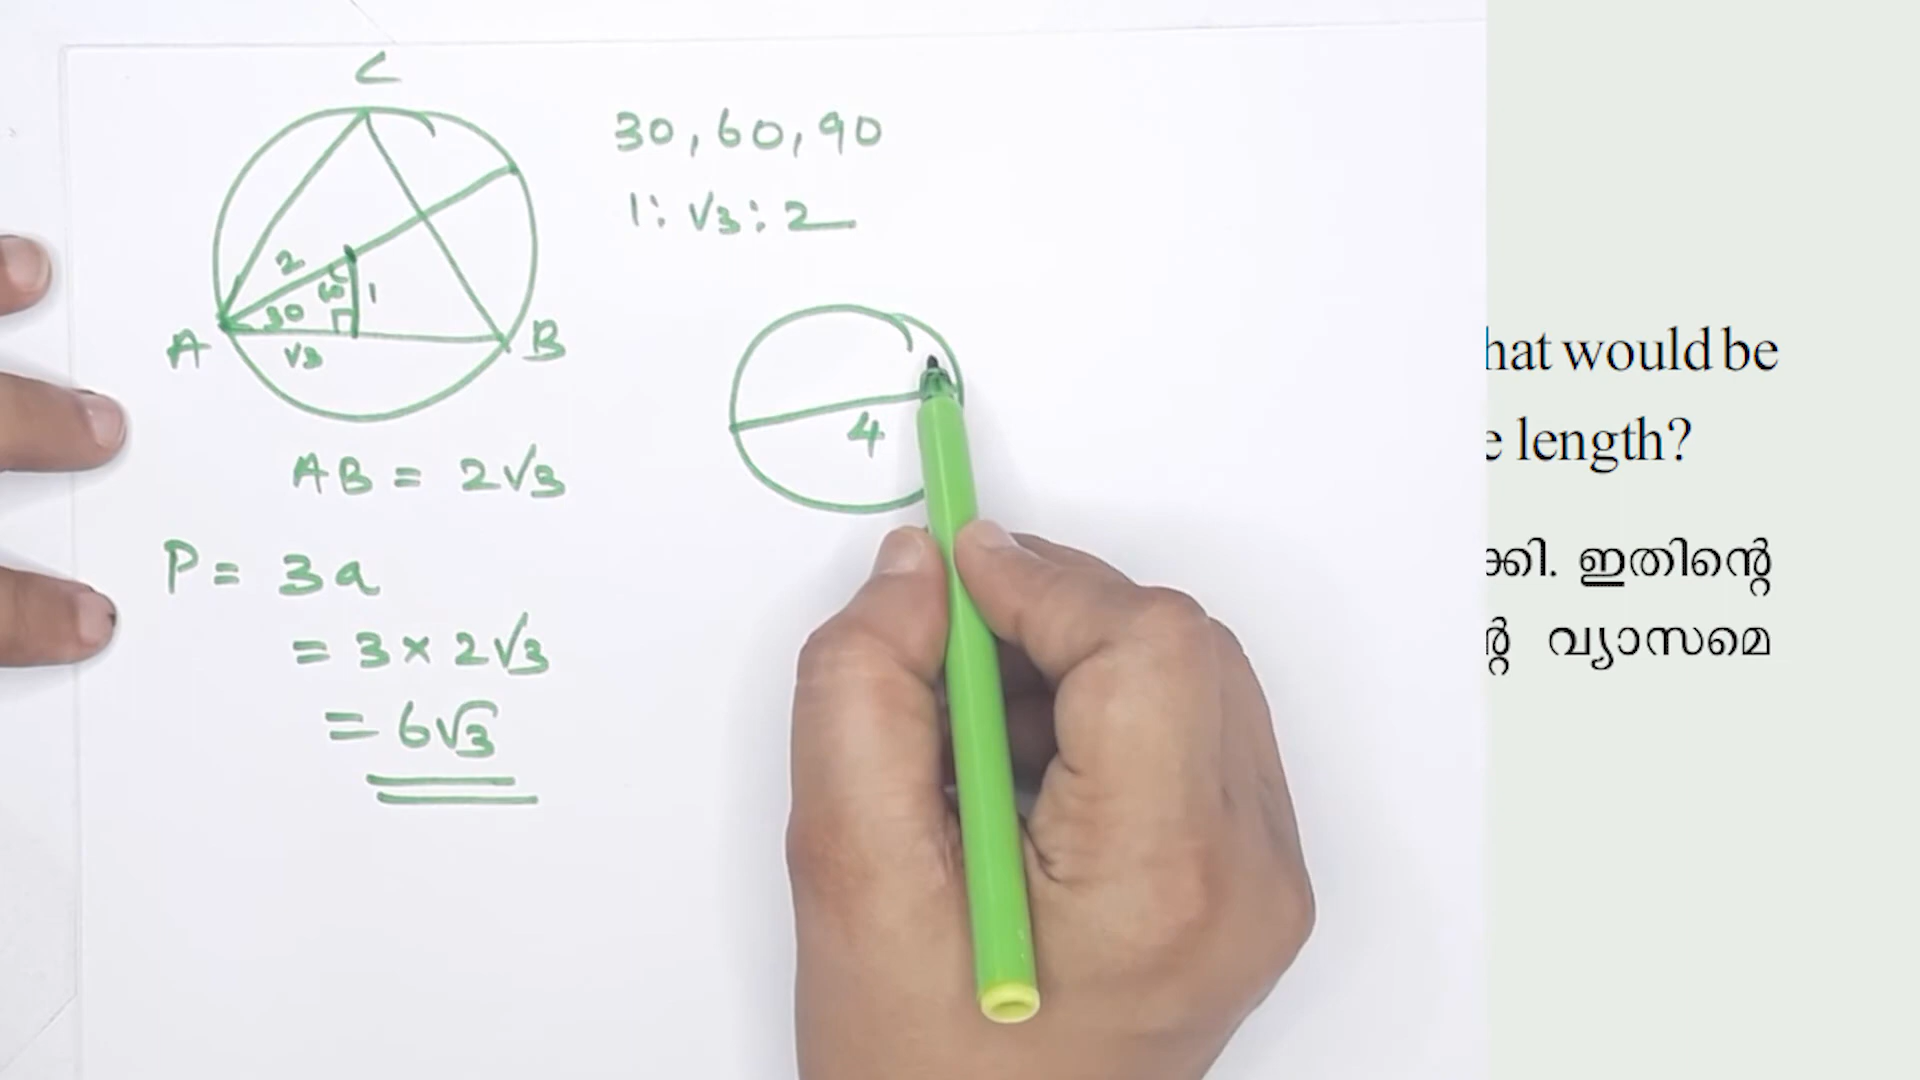 C
30, 60, 90
1 : √3 : 2
2
60
1
30
A
√3
B
4
AB = 2√3
P = 3a
= 3 × 2√3
= 6√3
would be
length?
ഇതിന്റെ
വ്യാസമെ